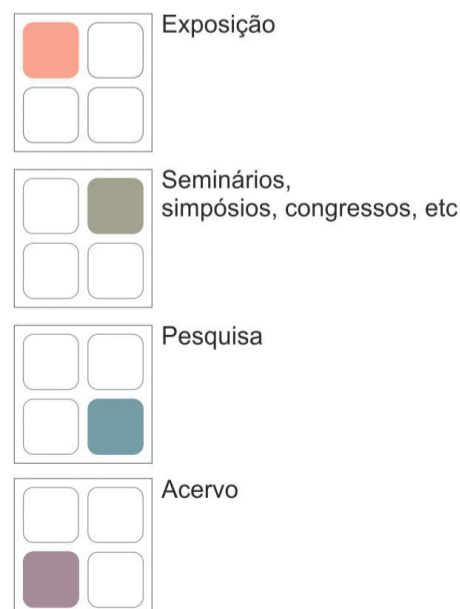 Exposição
Seminários,
simpósios, congressos, etc
Pesquisa
Acervo